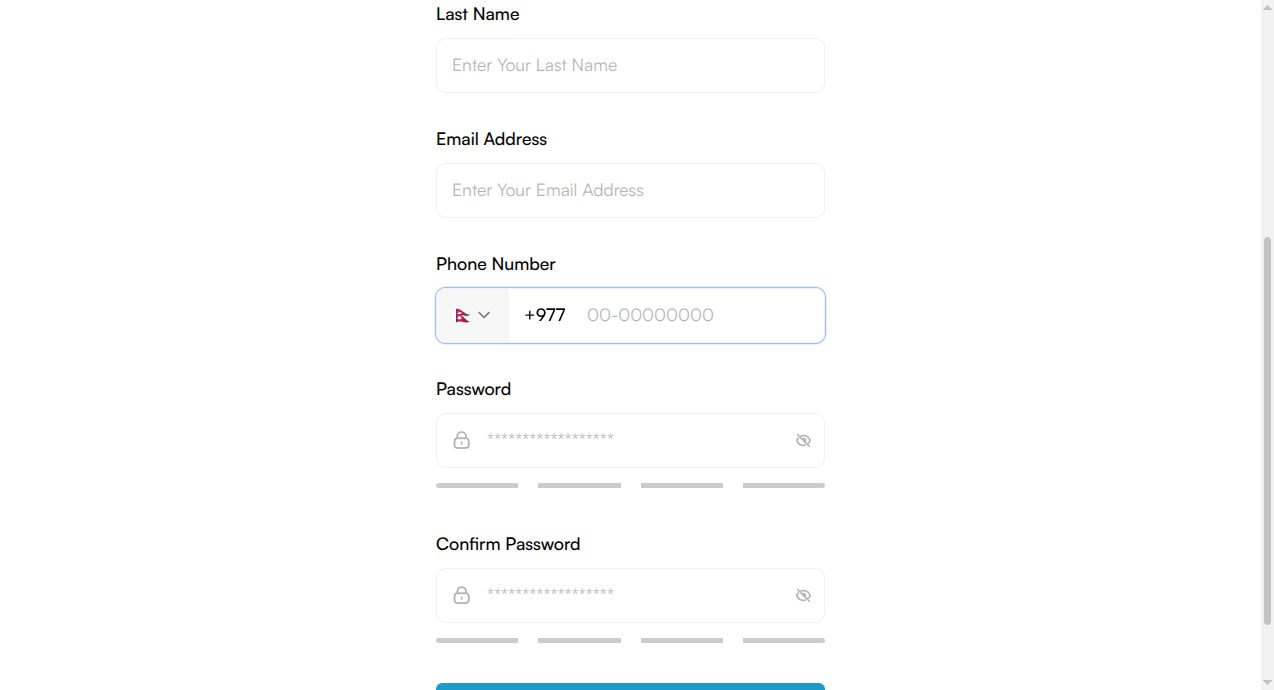 Last Name
Enter Your Last Name
Email Address
Enter Your Email Address
Phone Number
+977 00-00000000
Password
******************
Confirm Password
******************